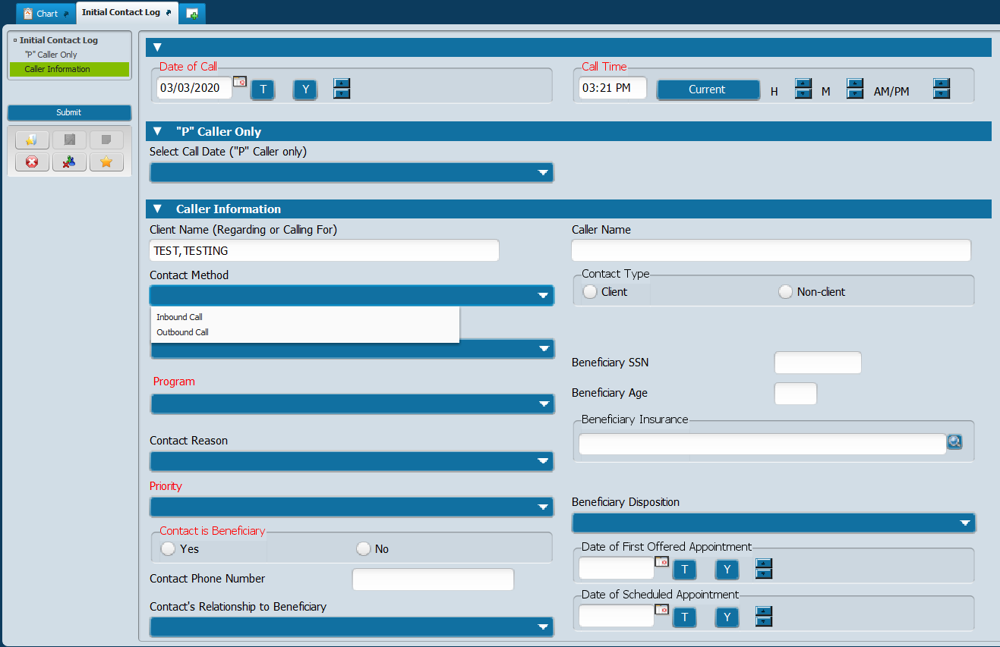 Chart
Initial Contact Log
Initial Contact Log
"P" Caller Only
Caller Information
Submit
Date of Call
03/03/2020
T
Y
Call Time
03:21 PM
Current
H
M
AM/PM
"P" Caller Only
Select Call Date ("P" Caller only)
Caller Information
Client Name (Regarding or Calling For)
TEST,TESTING
Caller Name
Contact Method
Inbound Call
Outbound Call
Contact Type
Client
Non-client
Beneficiary SSN
Program
Beneficiary Age
Beneficiary Insurance
Contact Reason
Priority
Beneficiary Disposition
Contact is Beneficiary
Yes
No
Date of First Offered Appointment
T
Y
Contact Phone Number
Date of Scheduled Appointment
T
Y
Contact's Relationship to Beneficiary